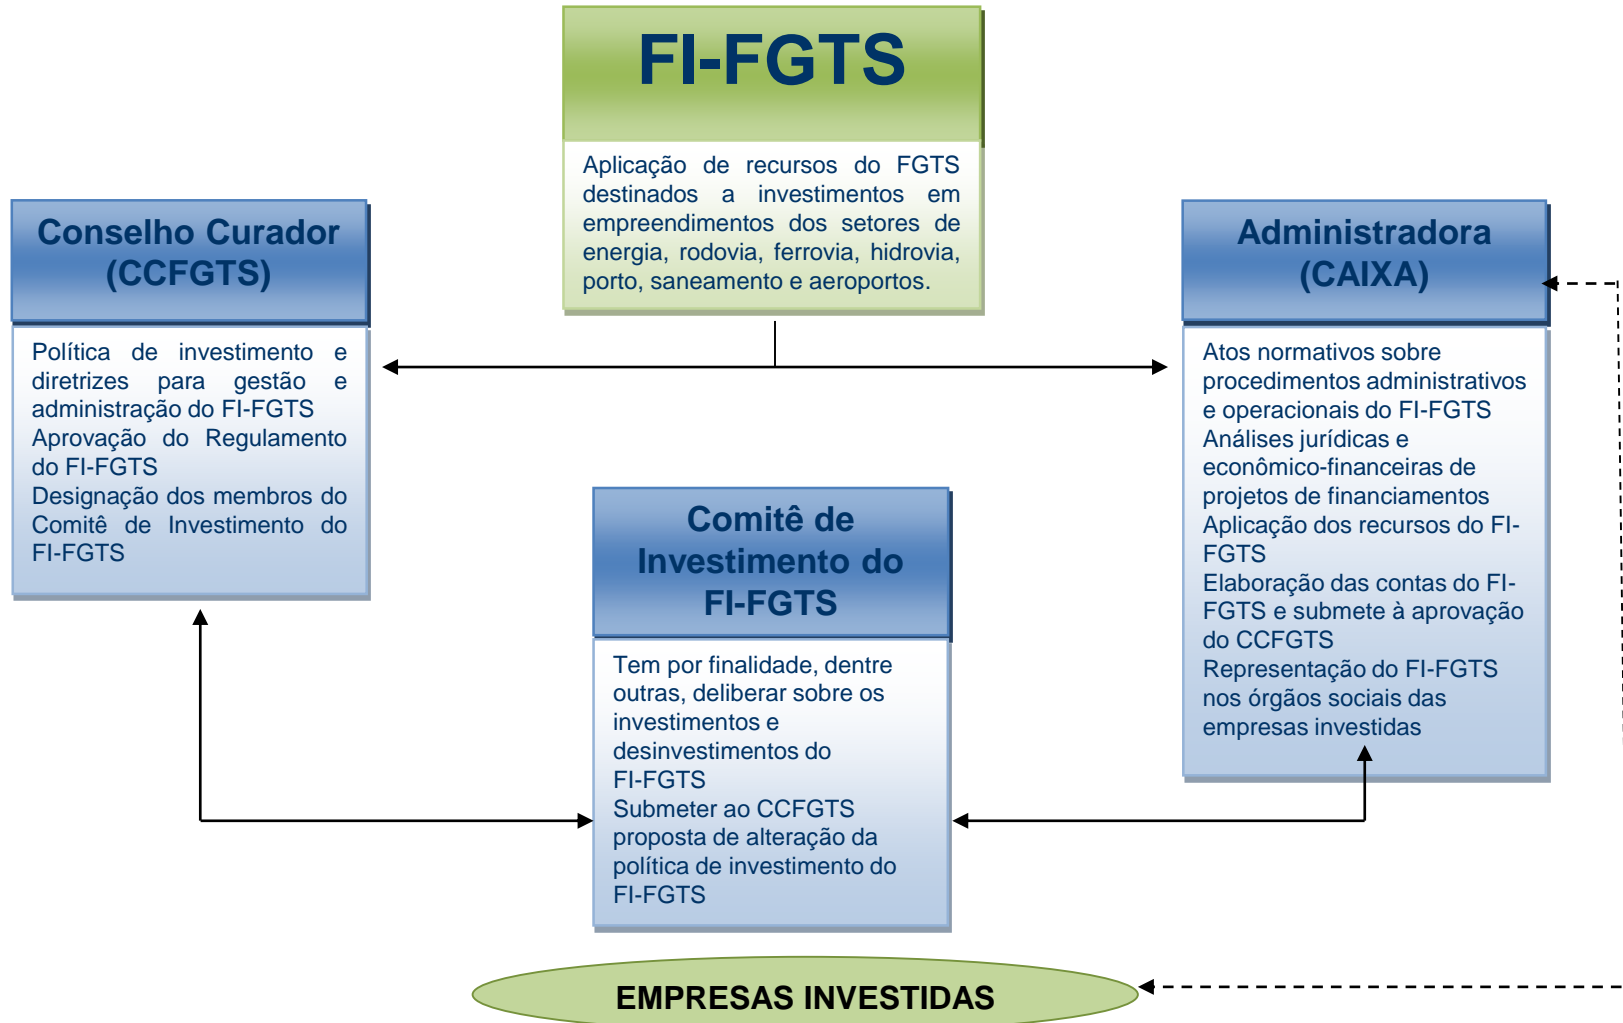 FI-FGTS
Aplicação de recursos do FGTS
destinados a investimentos em
empreendimentos dos setores de
energia, rodovia, ferrovia, hidrovia,
porto, saneamento e aeroportos.
Conselho Curador
(CCFGTS)
Política de investimento e
diretrizes para gestão e
administração do FI-FGTS
Aprovação do Regulamento
do FI-FGTS
Designação dos membros do
Comitê de Investimento do
FI-FGTS
Administradora
(CAIXA)
Atos normativos sobre
procedimentos administrativos
e operacionais do FI-FGTS
Análises jurídicas e
econômico-financeiras de
projetos de financiamentos
Aplicação dos recursos do FI-
FGTS
Elaboração das contas do FI-
FGTS e submete à aprovação
do CCFGTS
Representação do FI-FGTS
nos órgãos sociais das
empresas investidas
Comitê de
Investimento do
FI-FGTS
Tem por finalidade, dentre
outras, deliberar sobre os
investimentos e
desinvestimentos do
FI-FGTS
Submeter ao CCFGTS
proposta de alteração da
política de investimento do
FI-FGTS
EMPRESAS INVESTIDAS